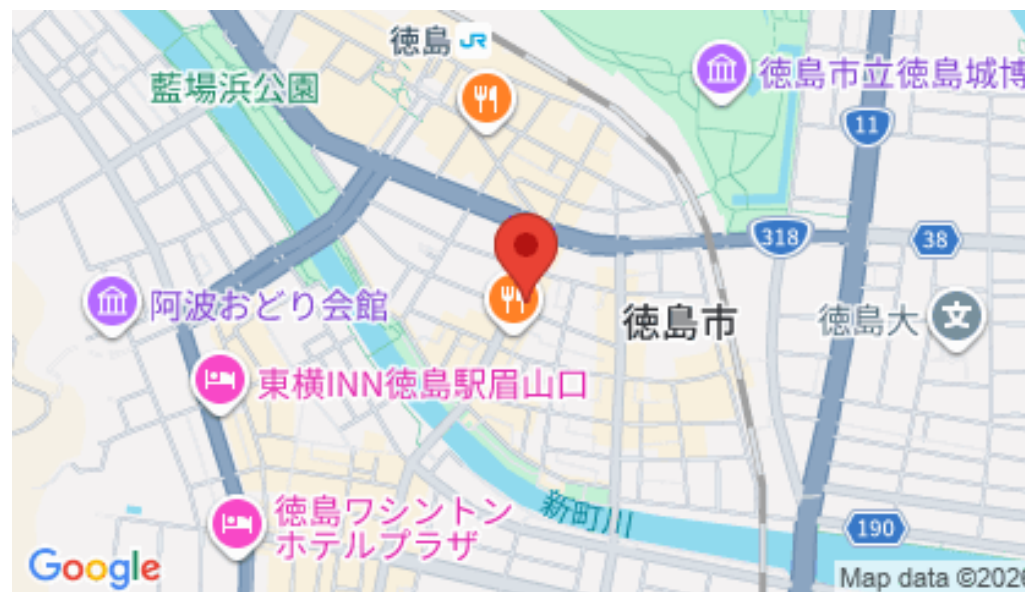 徳島 JR
藍場浜公園
徳島市立徳島城博
11
318
38
阿波おどり会館
徳島市
徳島大
文
東横INN徳島駅眉山口
徳島ワシントン
ホテルプラザ
新町川
190
Google
Map data ©2026